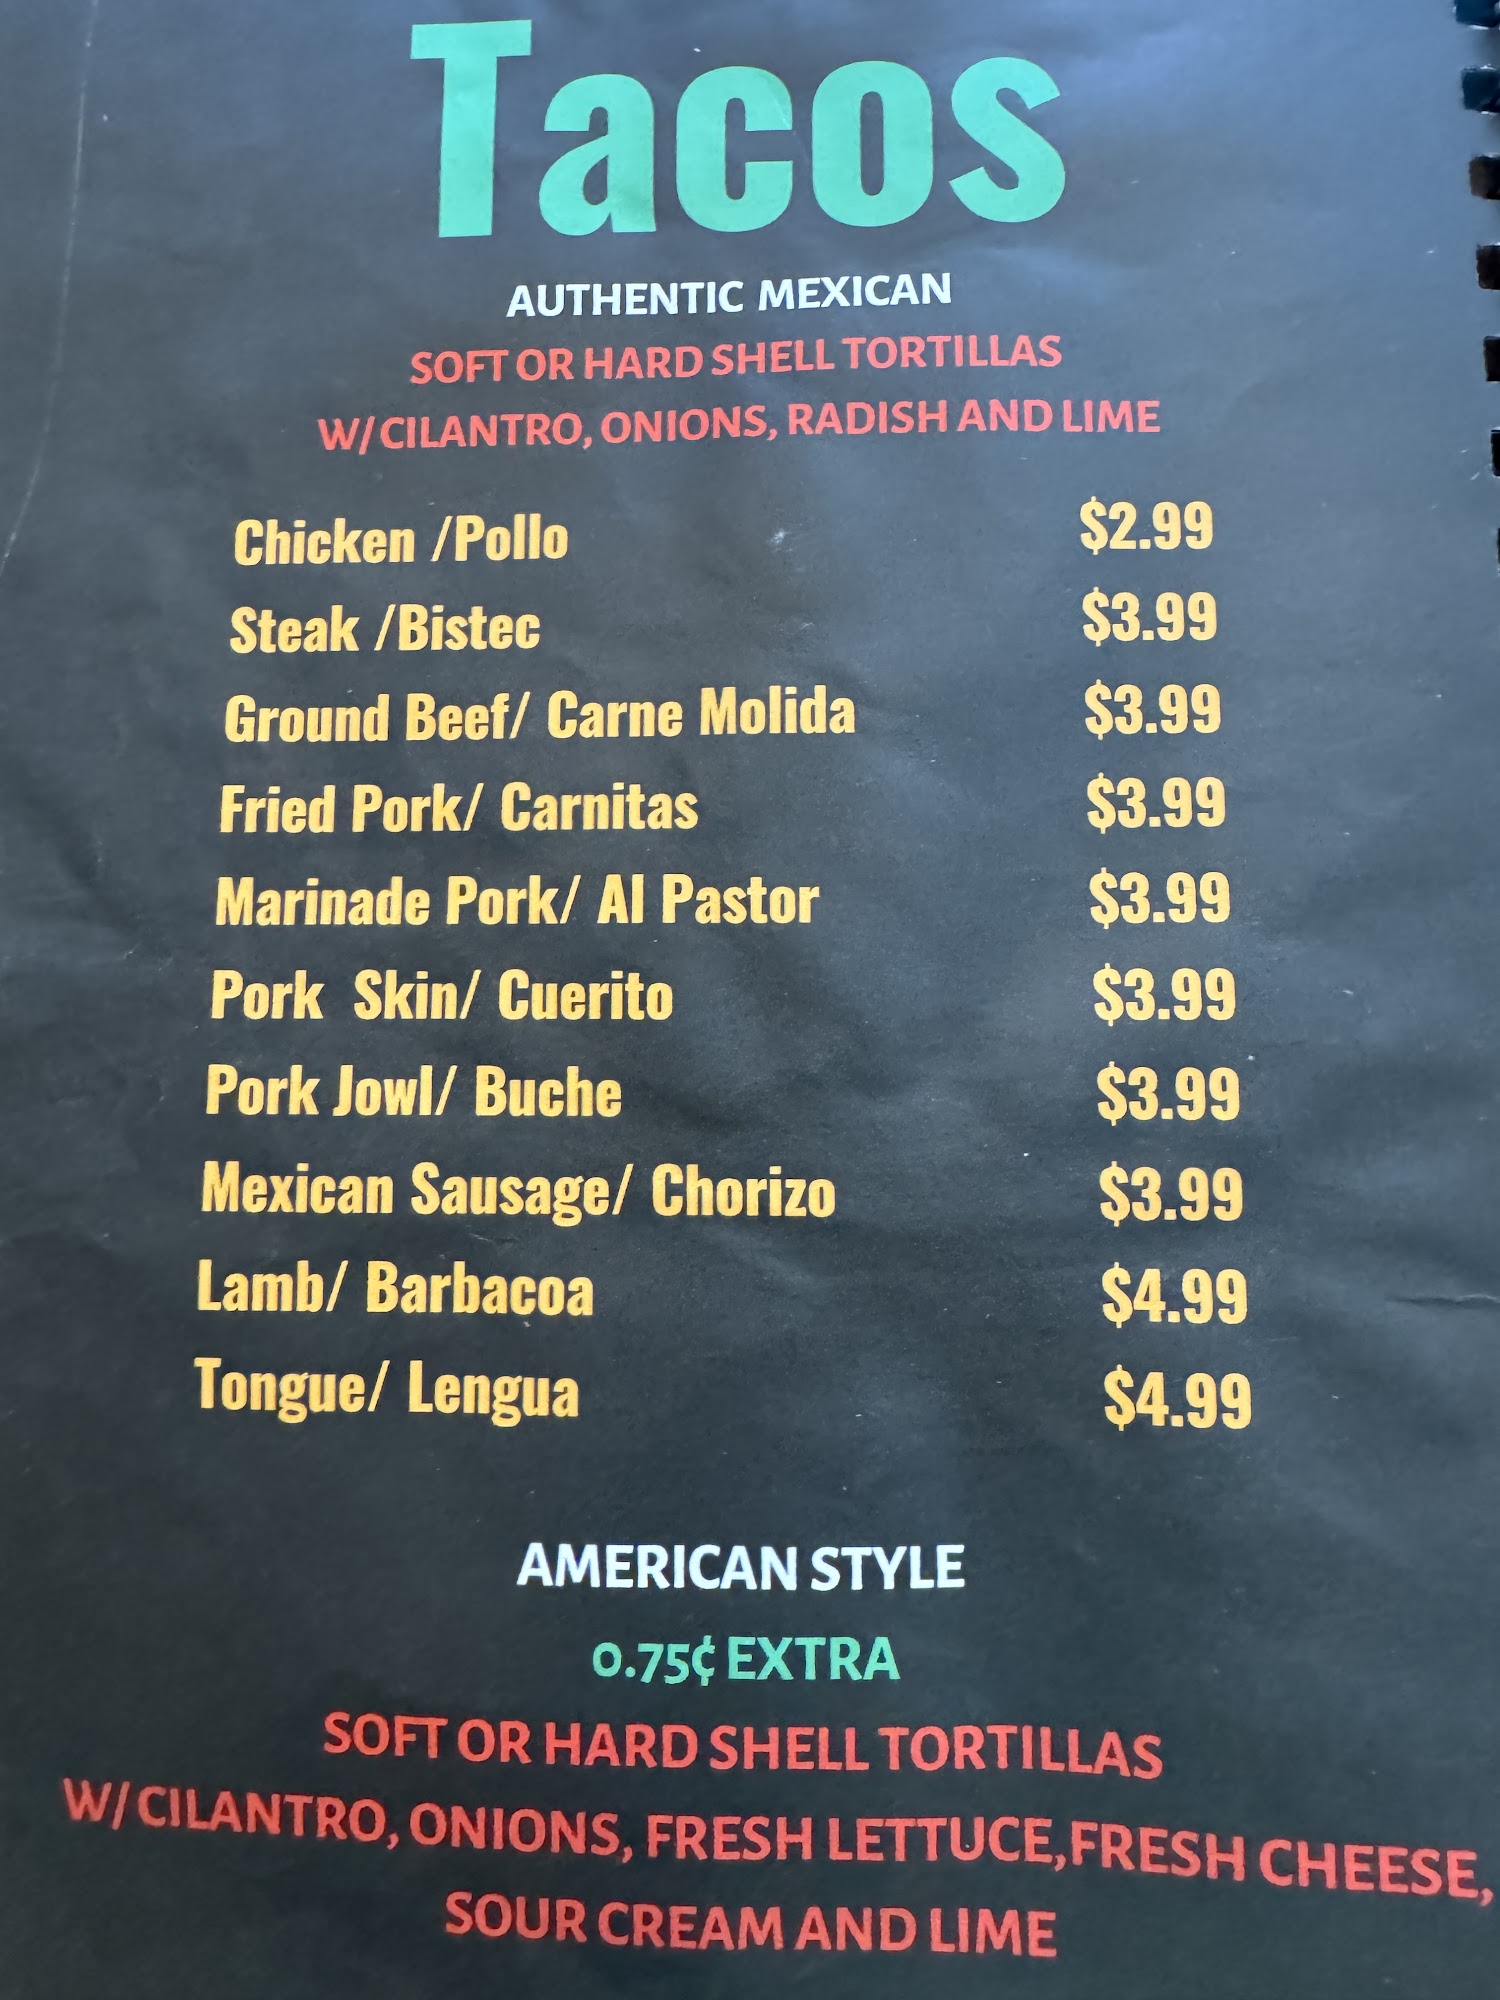 Tacos
AUTHENTIC MEXICAN
SOFT OR HARD SHELL TORTILLAS
W/CILANTRO, ONIONS, RADISH AND LIME
Chicken /Pollo $2.99
Steak /Bistec $3.99
Ground Beef/ Carne Molida $3.99
Fried Pork/ Carnitas $3.99
Marinade Pork/ Al Pastor $3.99
Pork Skin/ Cuerito $3.99
Pork Jowl/ Buche $3.99
Mexican Sausage/ Chorizo $3.99
Lamb/ Barbacoa $4.99
Tongue/ Lengua $4.99
AMERICAN STYLE
0.75¢ EXTRA
SOFT OR HARD SHELL TORTILLAS
W/CILANTRO, ONIONS, FRESH LETTUCE,FRESH CHEESE,
SOUR CREAM AND LIME